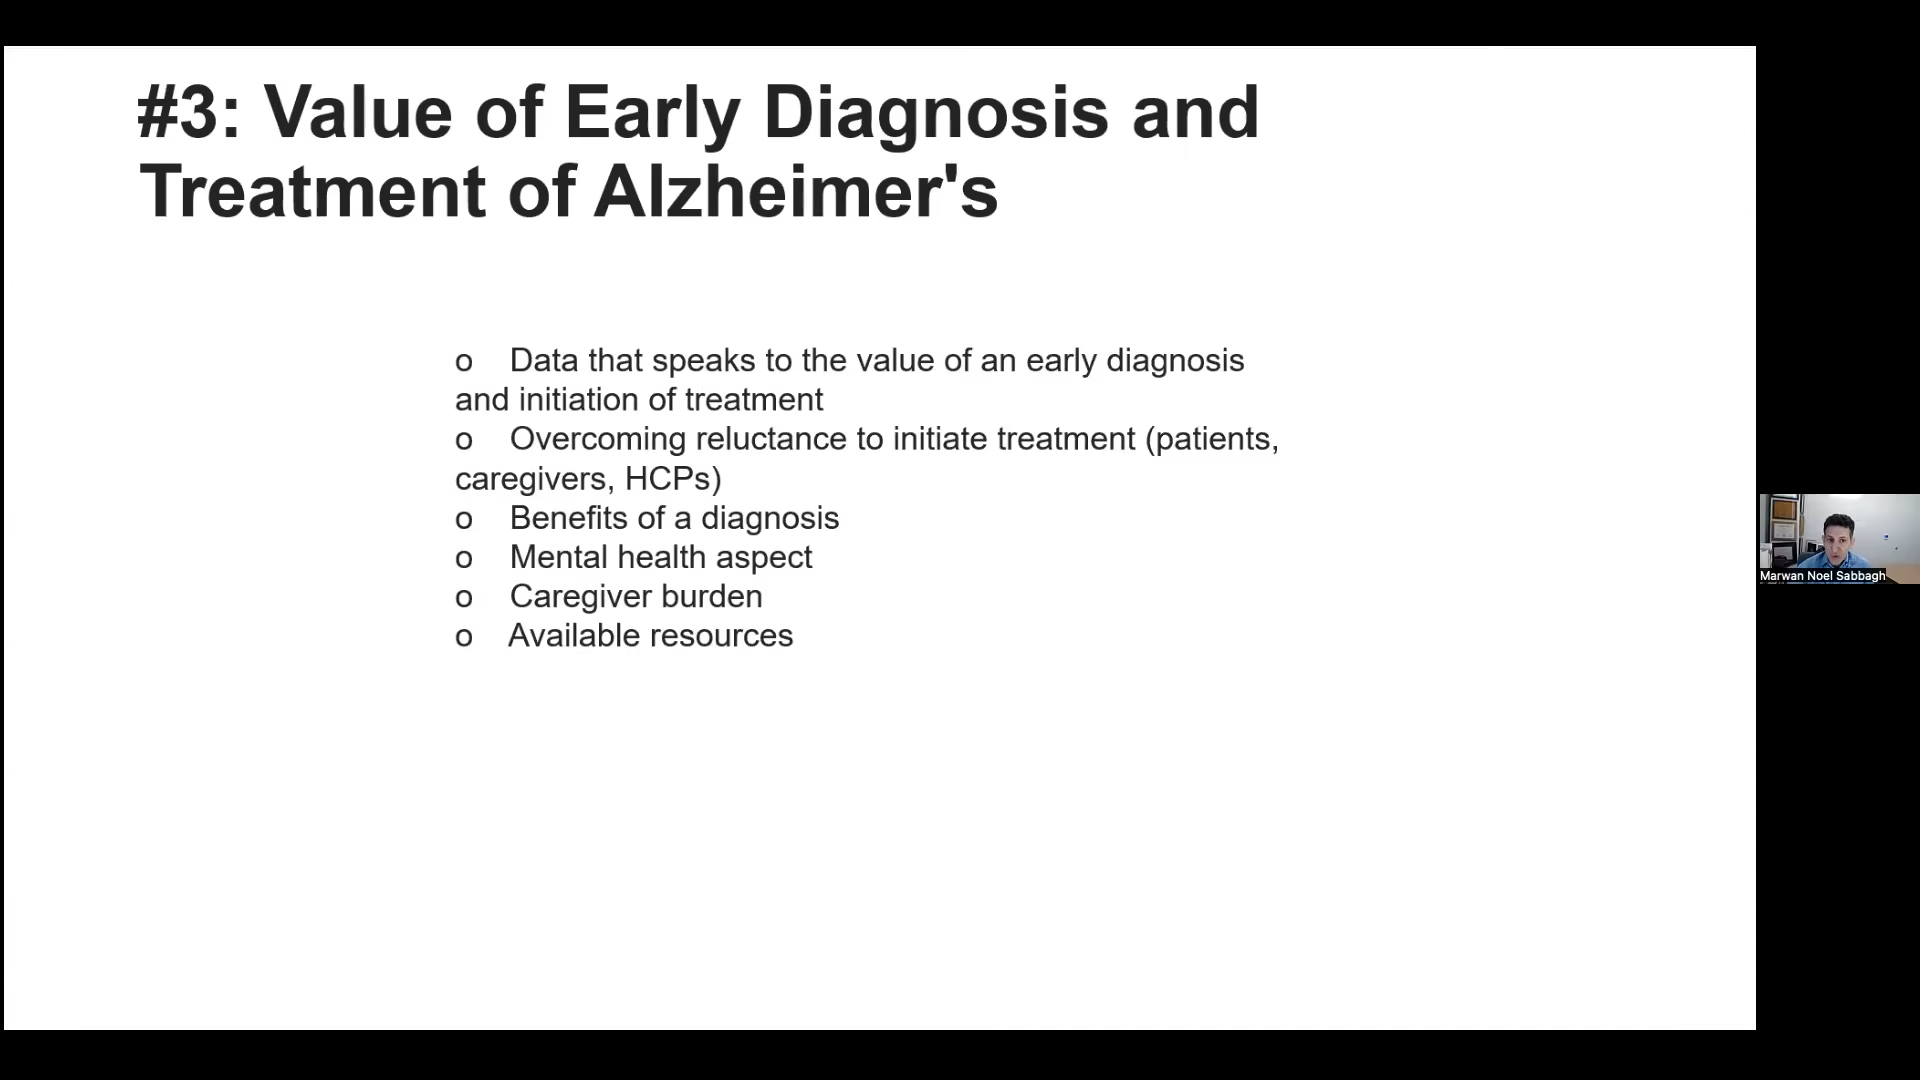 #3: Value of Early Diagnosis and
Treatment of Alzheimer's
o Data that speaks to the value of an early diagnosis
and initiation of treatment
o Overcoming reluctance to initiate treatment (patients,
caregivers, HCPs)
o Benefits of a diagnosis
o Mental health aspect
o Caregiver burden
o Available resources
Marwan Noel Sabbagh